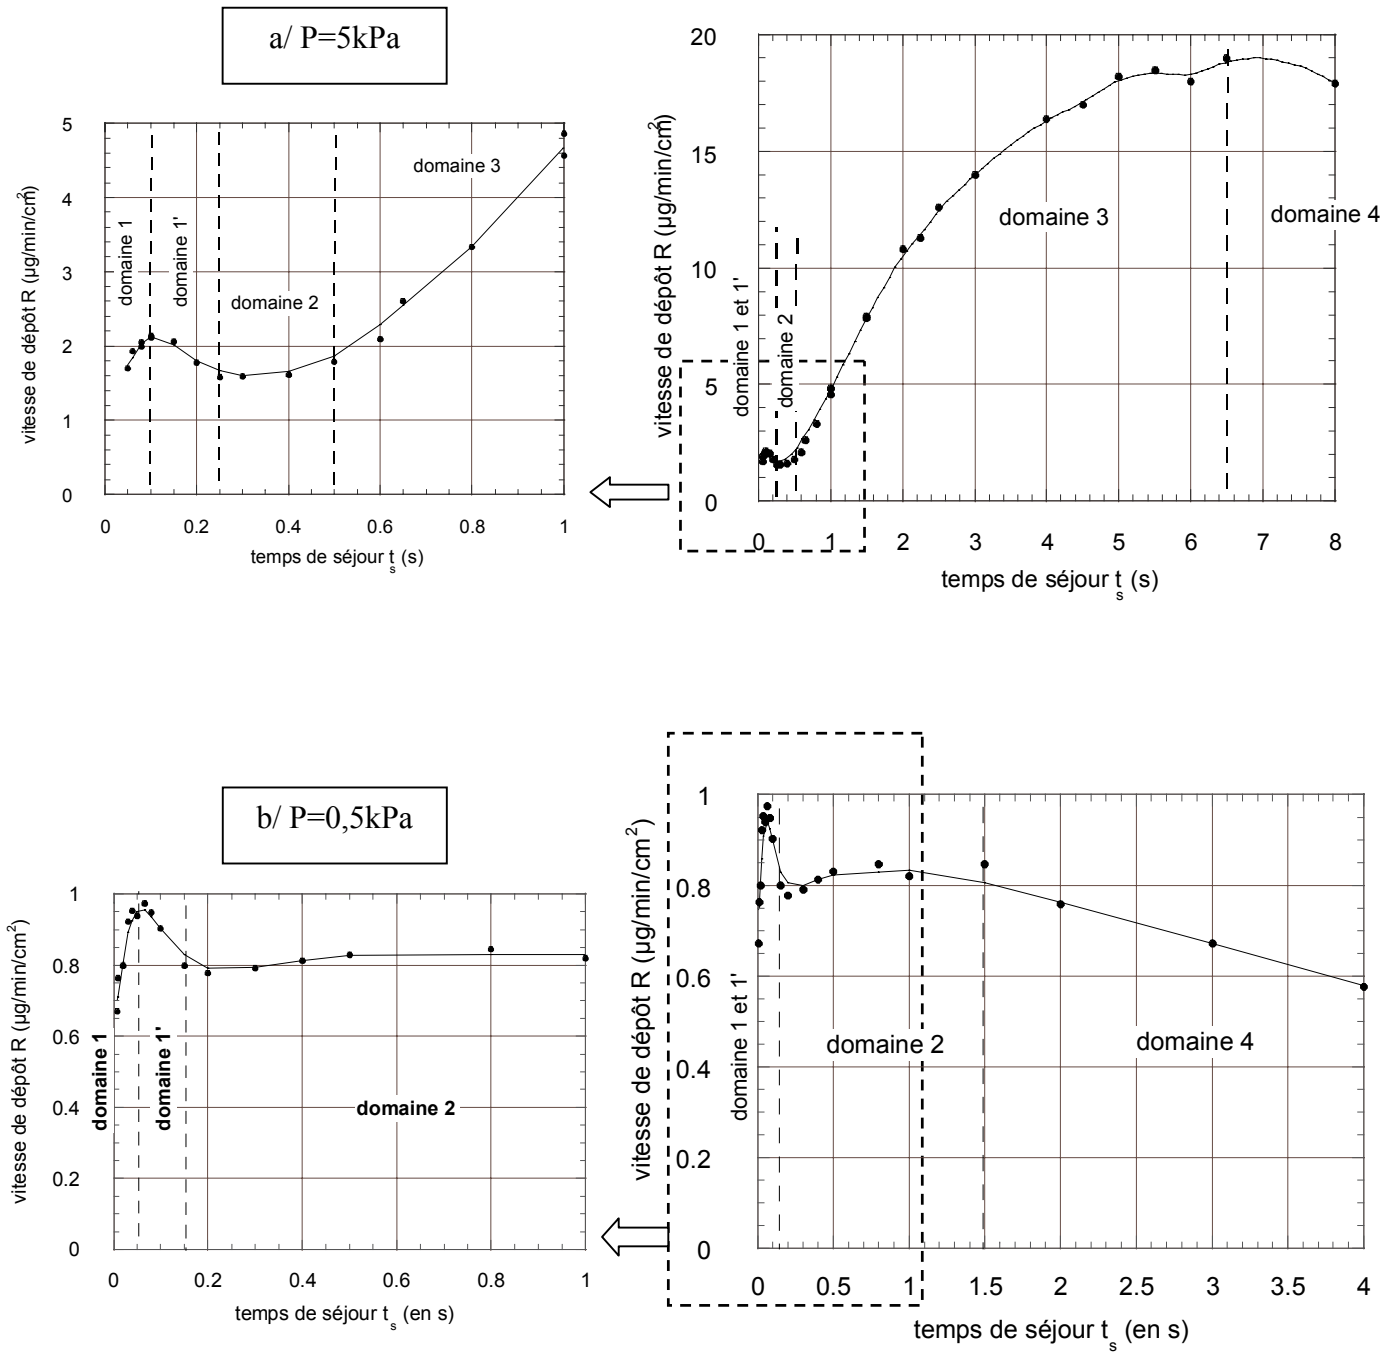 a/ P=5kPa
vitesse de dépôt R (µg/min/cm²)
5
4
3
2
1
0
domaine 1
domaine 1'
domaine 2
domaine 3
0 0.2 0.4 0.6 0.8 1
temps de séjour t_s (s)
vitesse de dépôt R (µg/min/cm²)
20
15
10
5
0
domaine 1 et 1'
domaine 2
domaine 3
domaine 4
0 1 2 3 4 5 6 7 8
temps de séjour t_s (s)
b/ P=0,5kPa
vitesse de dépôt R (µg/min/cm²)
1
0.8
0.6
0.4
0.2
0
domaine 1
domaine 1'
domaine 2
0 0.2 0.4 0.6 0.8 1
temps de séjour t_s (en s)
vitesse de dépôt R (µg/min/cm²)
1
0.8
0.6
0.4
0.2
0
domaine 1 et 1'
domaine 2
domaine 4
0 0.5 1 1.5 2 2.5 3 3.5 4
temps de séjour t_s (en s)